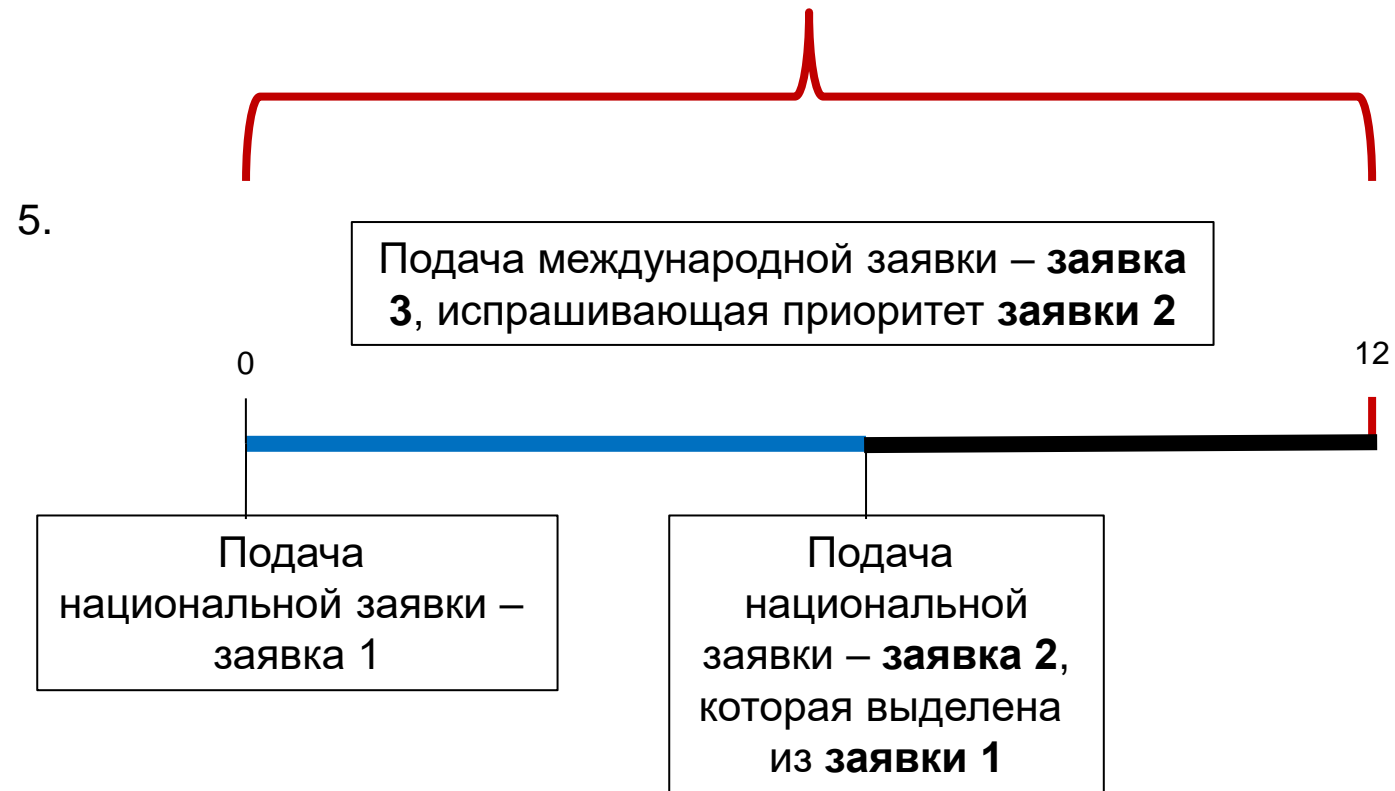 5.
Подача международной заявки – заявка
3, испрашивающая приоритет заявки 2
0
12
Подача
национальной заявки –
заявка 1
Подача
национальной
заявки – заявка 2,
которая выделена
из заявки 1